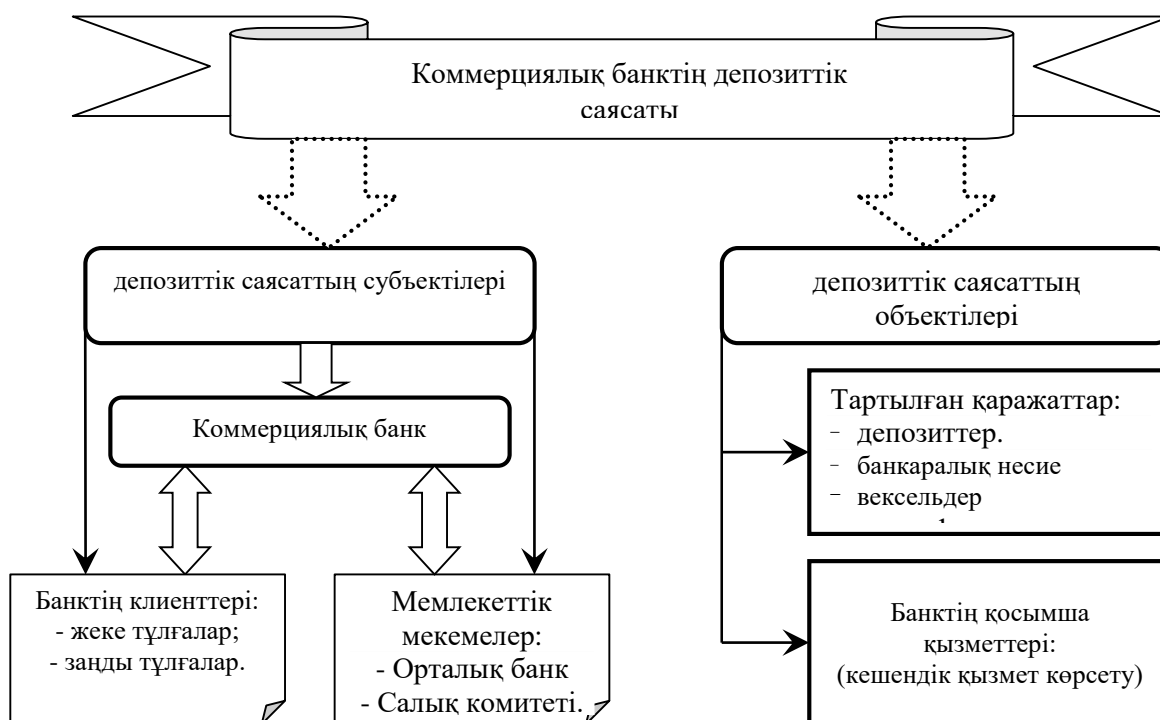 Коммерциялық банктің депозиттік
саясаты
депозиттік саясаттың субъектілері
депозиттік саясаттың
объектілері
Коммерциялық банк
Тартылған қаражаттар:
- депозиттер.
- банкаралық несие
- вексельдер
Банктің клиенттері:
- жеке тұлғалар;
- заңды тұлғалар.
Мемлекеттік
мекемелер:
- Орталық банк
- Салық комитеті.
Банктің қосымша
қызметтері:
(кешендік қызмет көрсету)